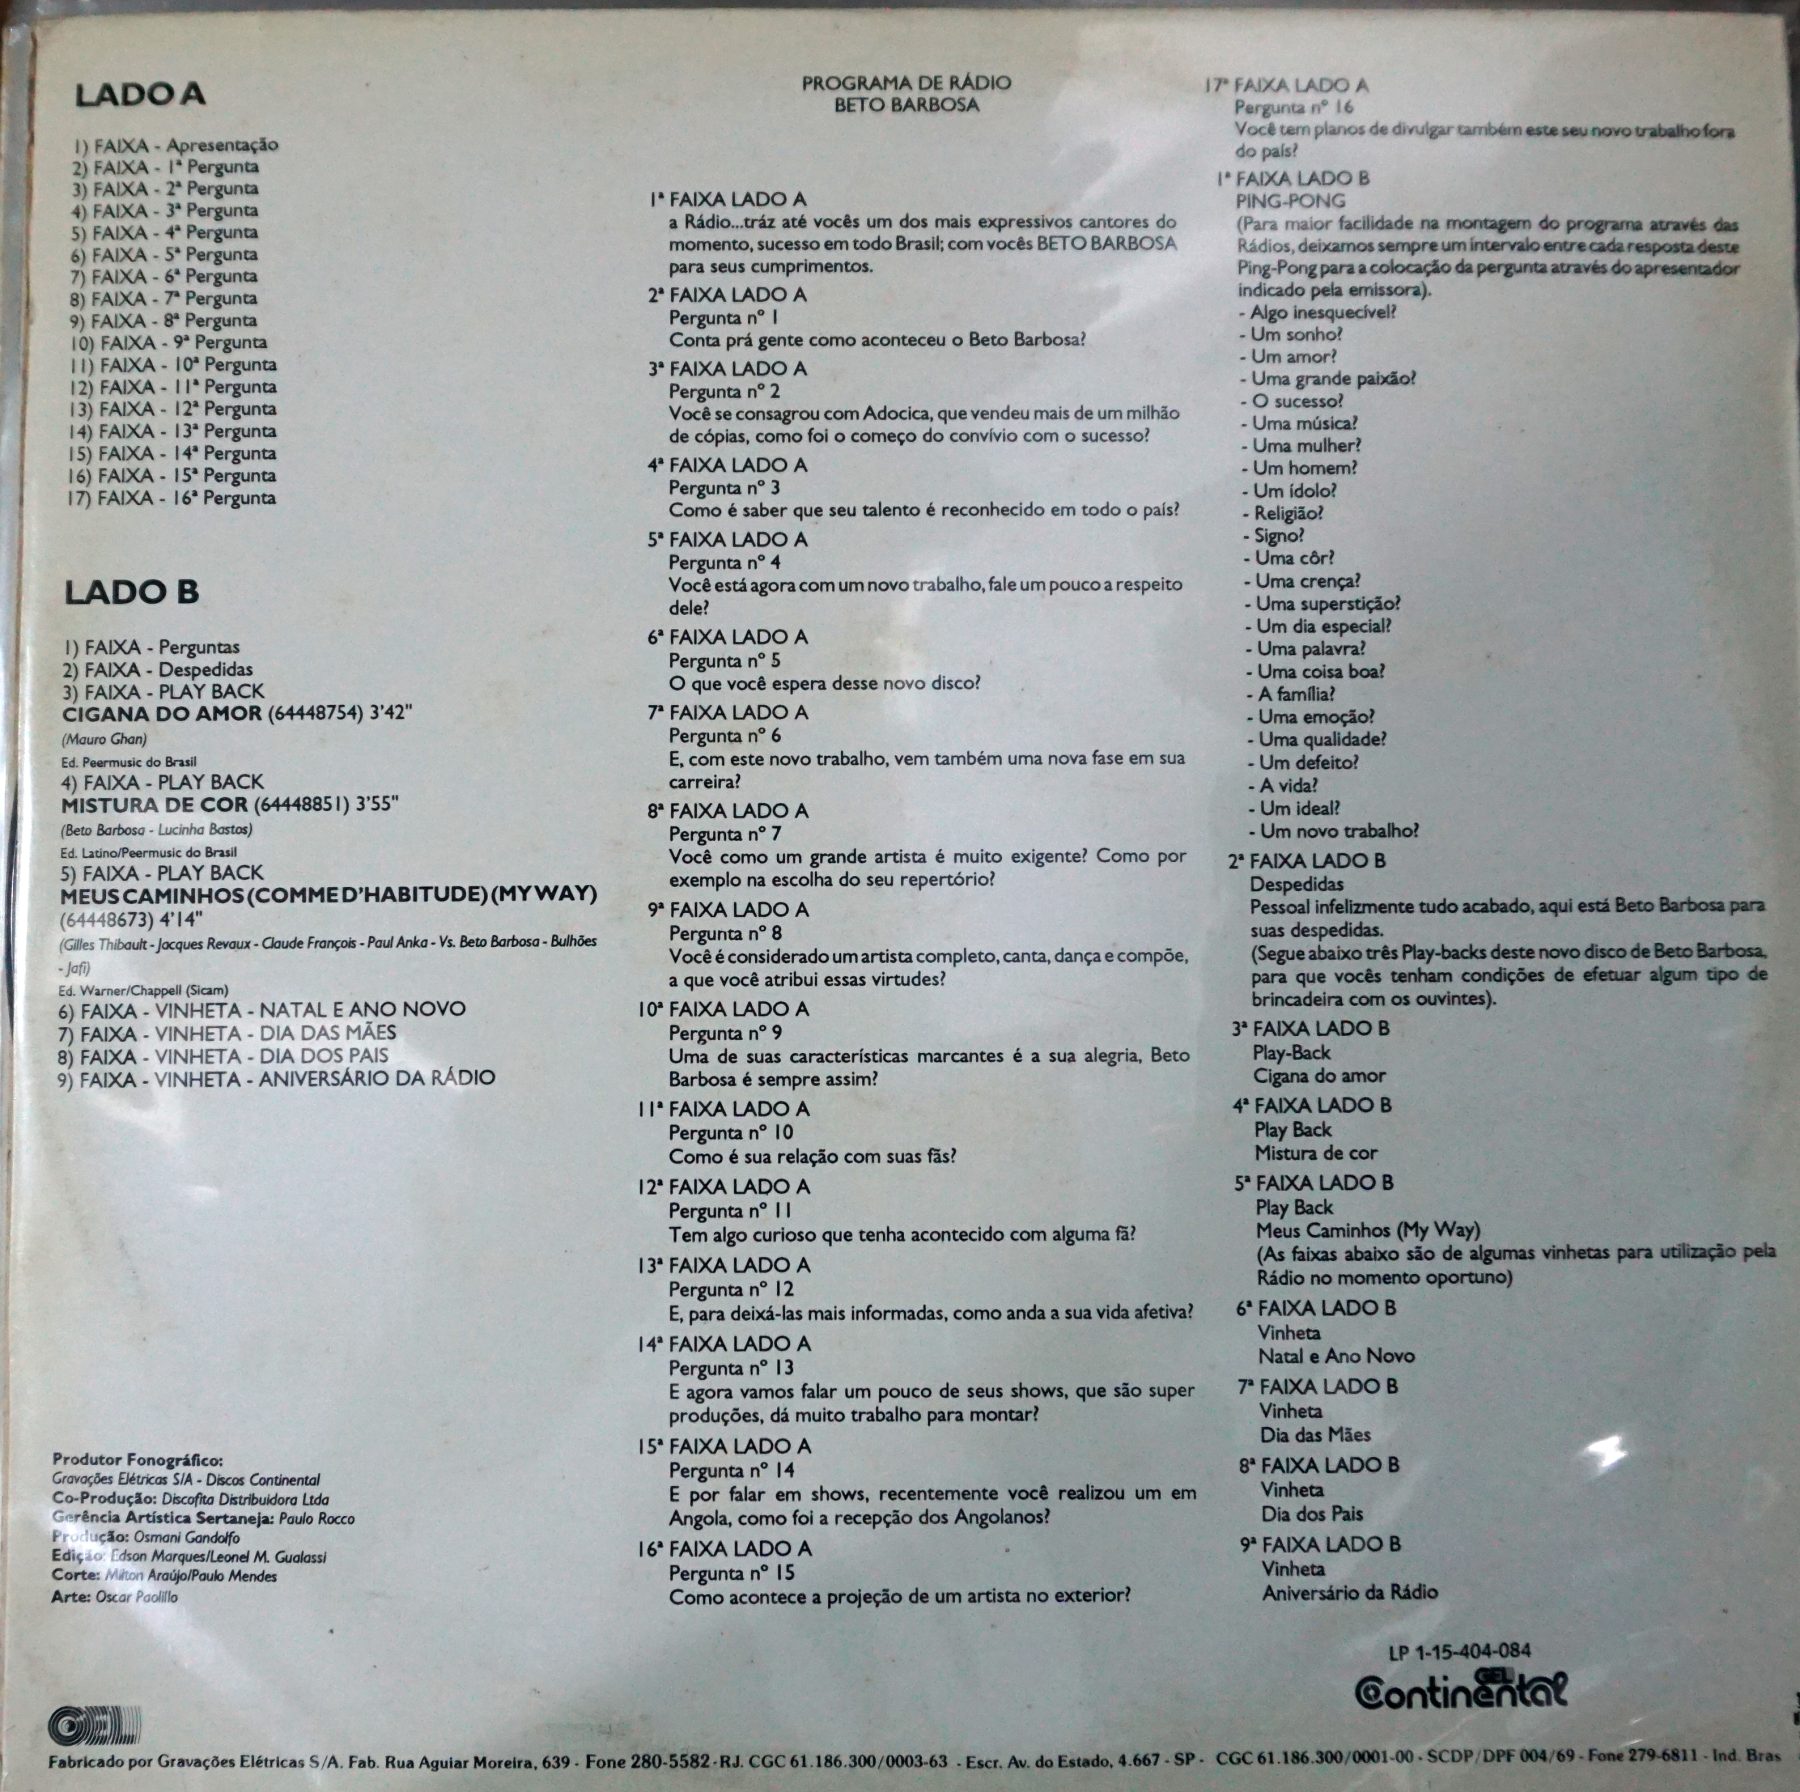 LADO A
1) FAIXA - Apresentação
2) FAIXA - 1ª Pergunta
3) FAIXA - 2ª Pergunta
4) FAIXA - 3ª Pergunta
5) FAIXA - 4ª Pergunta
6) FAIXA - 5ª Pergunta
7) FAIXA - 6ª Pergunta
8) FAIXA - 7ª Pergunta
9) FAIXA - 8ª Pergunta
10) FAIXA - 9ª Pergunta
11) FAIXA - 10ª Pergunta
12) FAIXA - 11ª Pergunta
13) FAIXA - 12ª Pergunta
14) FAIXA - 13ª Pergunta
15) FAIXA - 14ª Pergunta
16) FAIXA - 15ª Pergunta
17) FAIXA - 16ª Pergunta
LADO B
1) FAIXA - Perguntas
2) FAIXA - Despedidas
3) FAIXA - PLAY BACK
CIGANA DO AMOR (64448754) 3'42"
(Mauro Ghan)
Ed. Peermusic do Brasil
4) FAIXA - PLAY BACK
MISTURA DE COR (64448851) 3'55"
(Beto Barbosa - Lucinha Bastos)
Ed. Latino/Peermusic do Brasil
5) FAIXA - PLAY BACK
MEUS CAMINHOS (COMME D'HABITUDE) (MY WAY)
(64448673) 4'14"
(Gilles Thibault - Jacques Revaux - Claude François - Paul Anka - Vs. Beto Barbosa - Bulhões
- Jafi)
Ed. Warner/Chappell (Sicam)
6) FAIXA - VINHETA - NATAL E ANO NOVO
7) FAIXA - VINHETA - DIA DAS MÃES
8) FAIXA - VINHETA - DIA DOS PAIS
9) FAIXA - VINHETA - ANIVERSÁRIO DA RÁDIO
Produtor Fonográfico:
Gravações Elétricas S/A - Discos Continental
Co-Produção: Discofita Distribuidora Ltda
Gerência Artística Sertaneja: Paulo Rocco
Produção: Osmani Gandolfo
Edição: Edson Marques/Leonel M. Gualassi
Corte: Milton Araújo/Paulo Mendes
Arte: Oscar Paolillo
PROGRAMA DE RÁDIO
BETO BARBOSA
1ª FAIXA LADO A
a Rádio...tráz até vocês um dos mais expressivos cantores do
momento, sucesso em todo Brasil; com vocês BETO BARBOSA
para seus cumprimentos.
2ª FAIXA LADO A
Pergunta nº 1
Conta prá gente como aconteceu o Beto Barbosa?
3ª FAIXA LADO A
Pergunta nº 2
Você se consagrou com Adocica, que vendeu mais de um milhão
de cópias, como foi o começo do convívio com o sucesso?
4ª FAIXA LADO A
Pergunta nº 3
Como é saber que seu talento é reconhecido em todo o país?
5ª FAIXA LADO A
Pergunta nº 4
Você está agora com um novo trabalho, fale um pouco a respeito
dele?
6ª FAIXA LADO A
Pergunta nº 5
O que você espera desse novo disco?
7ª FAIXA LADO A
Pergunta nº 6
E, com este novo trabalho, vem também uma nova fase em sua
carreira?
8ª FAIXA LADO A
Pergunta nº 7
Você como um grande artista é muito exigente? Como por
exemplo na escolha do seu repertório?
9ª FAIXA LADO A
Pergunta nº 8
Você é considerado um artista completo, canta, dança e compõe,
a que você atribui essas virtudes?
10ª FAIXA LADO A
Pergunta nº 9
Uma de suas características marcantes é a sua alegria, Beto
Barbosa é sempre assim?
11ª FAIXA LADO A
Pergunta nº 10
Como é sua relação com suas fãs?
12ª FAIXA LADO A
Pergunta nº 11
Tem algo curioso que tenha acontecido com alguma fã?
13ª FAIXA LADO A
Pergunta nº 12
E, para deixá-las mais informadas, como anda a sua vida afetiva?
14ª FAIXA LADO A
Pergunta nº 13
E agora vamos falar um pouco de seus shows, que são super
produções, dá muito trabalho para montar?
15ª FAIXA LADO A
Pergunta nº 14
E por falar em shows, recentemente você realizou um em
Angola, como foi a recepção dos Angolanos?
16ª FAIXA LADO A
Pergunta nº 15
Como acontece a projeção de um artista no exterior?
17ª FAIXA LADO A
Pergunta nº 16
Você tem planos de divulgar também este seu novo trabalho fora
do país?
1ª FAIXA LADO B
PING-PONG
(Para maior facilidade na montagem do programa através das
Rádios, deixamos sempre um intervalo entre cada resposta deste
Ping-Pong para a colocação da pergunta através do apresentador
indicado pela emissora).
- Algo inesquecível?
- Um sonho?
- Um amor?
- Uma grande paixão?
- O sucesso?
- Uma música?
- Uma mulher?
- Um homem?
- Um ídolo?
- Religião?
- Signo?
- Uma côr?
- Uma crença?
- Uma superstição?
- Um dia especial?
- Uma palavra?
- Uma coisa boa?
- A família?
- Uma emoção?
- Uma qualidade?
- Um defeito?
- A vida?
- Um ideal?
- Um novo trabalho?
2ª FAIXA LADO B
Despedidas
Pessoal infelizmente tudo acabado, aqui está Beto Barbosa para
suas despedidas.
(Segue abaixo três Play-backs deste novo disco de Beto Barbosa,
para que vocês tenham condições de efetuar algum tipo de
brincadeira com os ouvintes).
3ª FAIXA LADO B
Play-Back
Cigana do amor
4ª FAIXA LADO B
Play Back
Mistura de cor
5ª FAIXA LADO B
Play Back
Meus Caminhos (My Way)
(As faixas abaixo são de algumas vinhetas para utilização pela
Rádio no momento oportuno)
6ª FAIXA LADO B
Vinheta
Natal e Ano Novo
7ª FAIXA LADO B
Vinheta
Dia das Mães
8ª FAIXA LADO B
Vinheta
Dia dos Pais
9ª FAIXA LADO B
Vinheta
Aniversário da Rádio
LP 1-15-404-084
GEL
Continental
GEL
Fabricado por Gravações Elétricas S/A. Fab. Rua Aguiar Moreira, 639 - Fone 280-5582 - RJ. CGC 61.186.300/0003-63 - Escr. Av. do Estado, 4.667 - SP - CGC 61.186.300/0001-00 - SCDP/DPF 004/69 - Fone 279-6811 - Ind. Bras